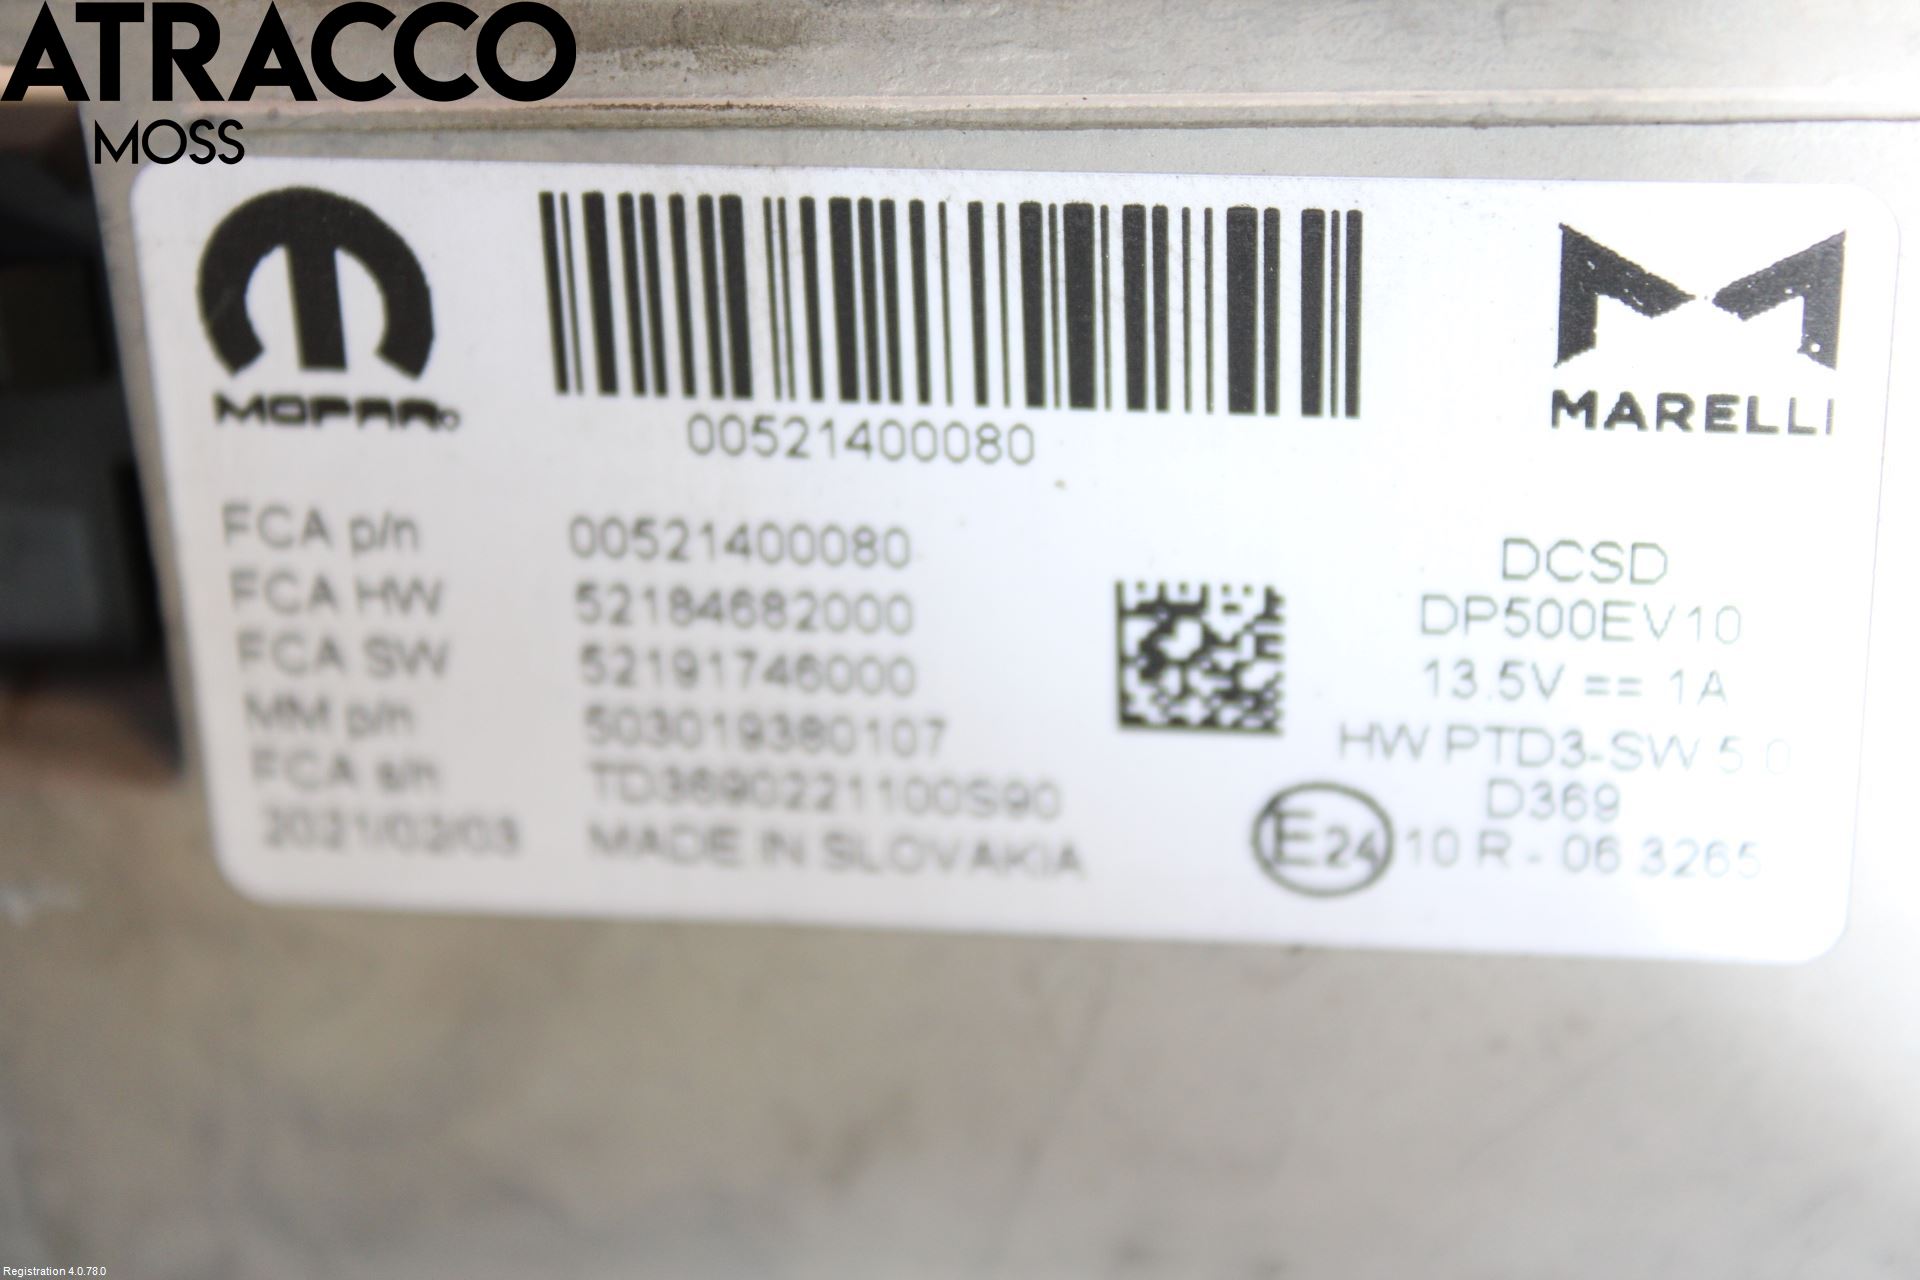 ATRACCO
MOSS
MOPAR
00521400080
MARELLI
FCA p/n 00521400080
FCA HW 52184682000
FCA SW 52191746000
MM p/n 503019380107
FCA s/n TD3690221100S90
2021/02/03 MADE IN SLOVAKIA
DCSD
DP500EV10
13.5V == 1A
HW PTD3-SW 5.0
D369
E24 10 R - 06 3265
Registration 4.0.78.0